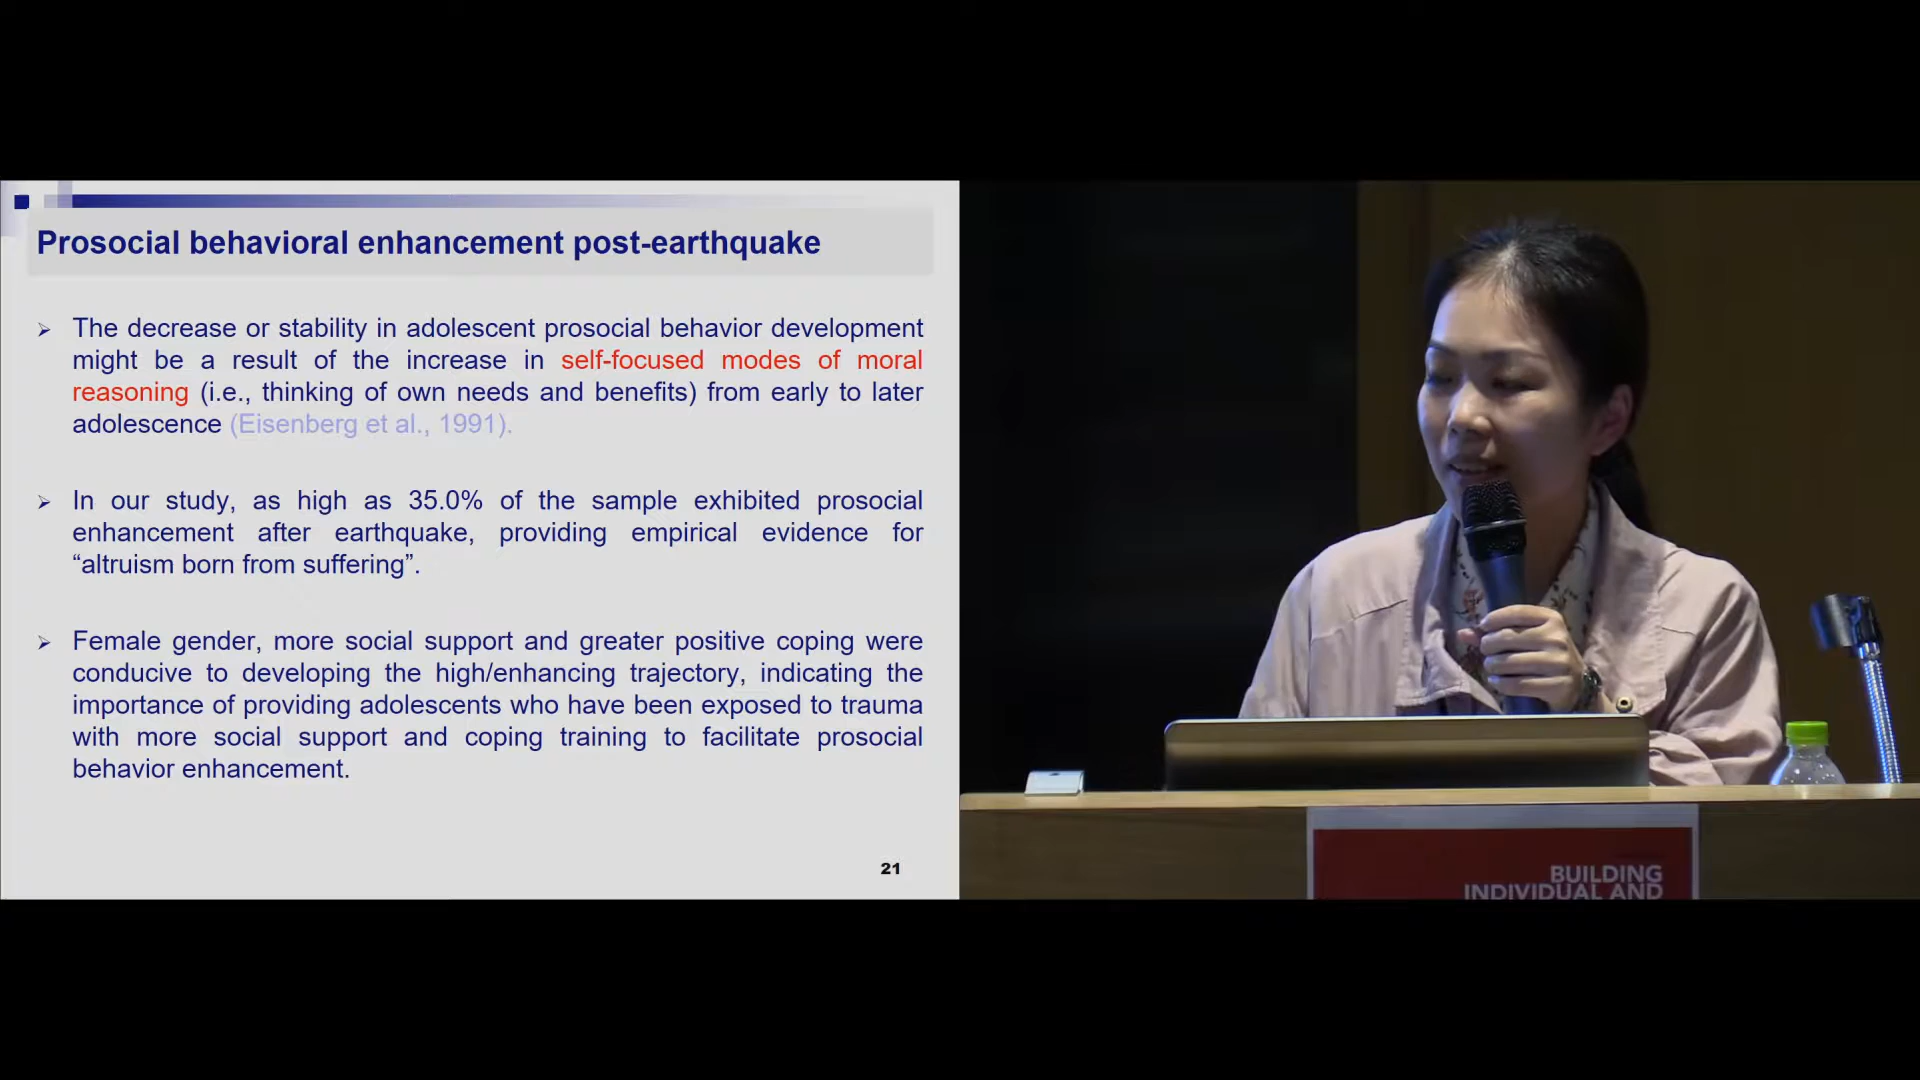 Prosocial behavioral enhancement post-earthquake
The decrease or stability in adolescent prosocial behavior development
might be a result of the increase in self-focused modes of moral
reasoning (i.e., thinking of own needs and benefits) from early to later
adolescence (Eisenberg et al., 1991).
In our study, as high as 35.0% of the sample exhibited prosocial
enhancement after earthquake, providing empirical evidence for
“altruism born from suffering”.
Female gender, more social support and greater positive coping were
conducive to developing the high/enhancing trajectory, indicating the
importance of providing adolescents who have been exposed to trauma
with more social support and coping training to facilitate prosocial
behavior enhancement.
21
BUILDING
INDIVIDUAL AND